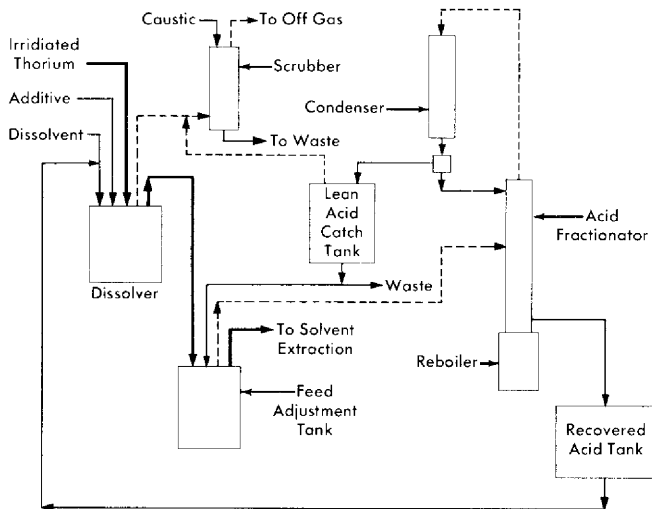 Caustic
To Off Gas
Irridiated
Thorium
Scrubber
Additive
Condenser
Dissolvent
To Waste
Lean
Acid
Catch
Tank
Acid
Fractionator
Dissolver
Waste
To Solvent
Extraction
Reboiler
Feed
Adjustment
Tank
Recovered
Acid Tank